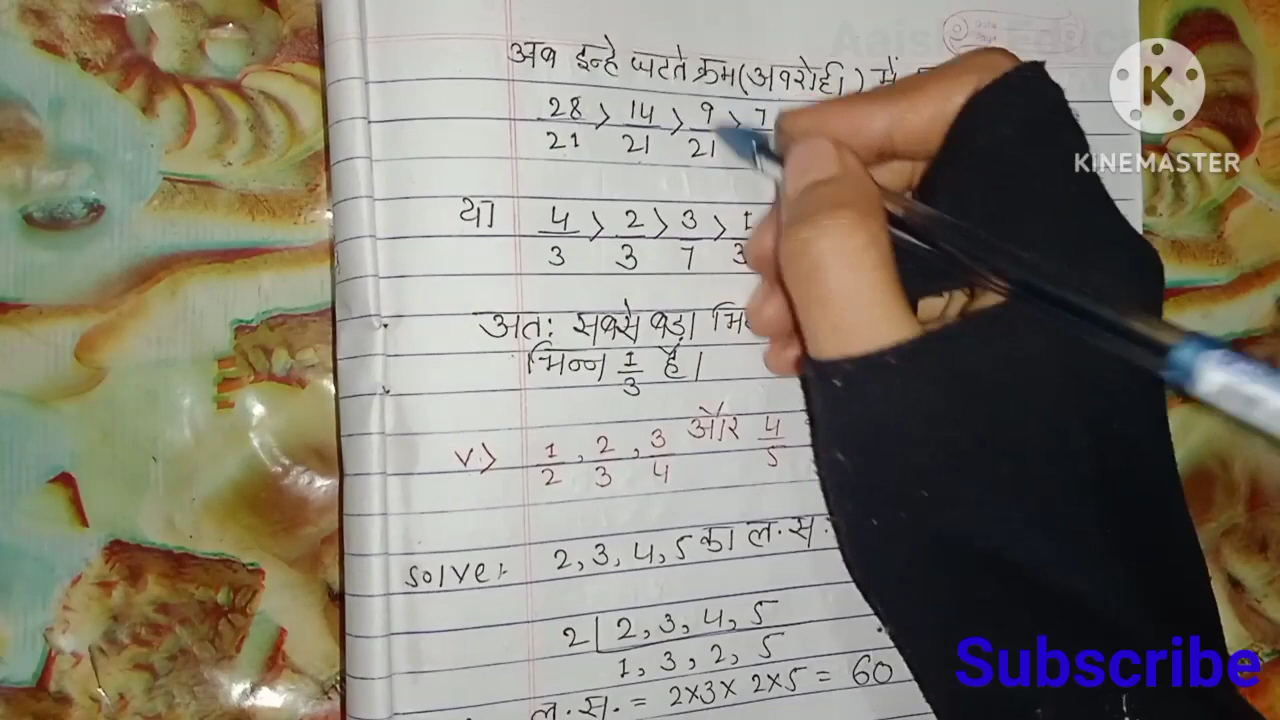 अब इन्हे घटते क्रम(अवरोही) में
28/21 > 14/21 > 9/21 > 7
या 4/3 > 2/3 > 3/7 > 1/3
अतः सबसे बड़ा
भिन्न 1/3 है।
v.> 1/2, 2/3, 3/4 और 4/5
solve:- 2, 3, 4, 5 का ल.स.
2 | 2, 3, 4, 5
1, 3, 2, 5
ल.स. = 2×3×2×5 = 60
K
KINEMASTER
Subscribe